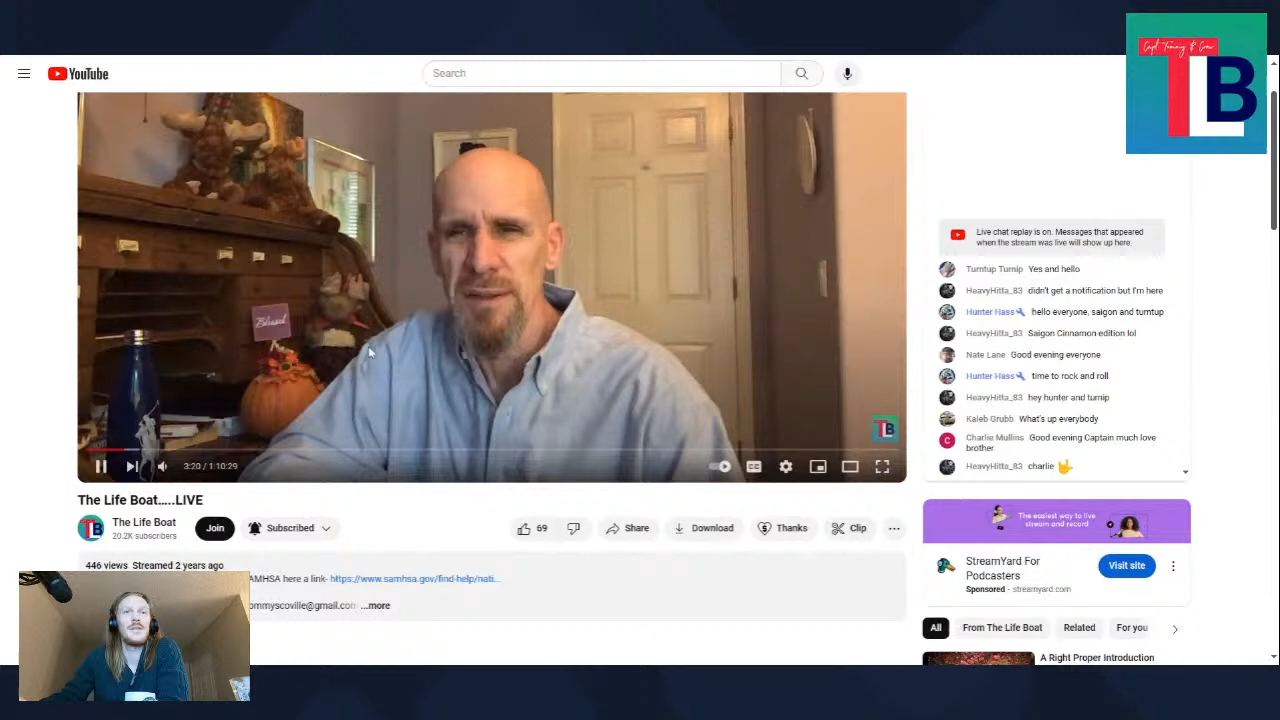 Capt. Tommy & Crew
TLB
YouTube
Search
Blessed
TLB
3:20 / 1:10:29
CC
Live chat replay is on. Messages that appeared
when the stream was live will show up here.
Turntup Turnip Yes and hello
HeavyHitta_83 didn't get a notification but I'm here
Hunter Hass hello everyone, saigon and turntup
HeavyHitta_83 Saigon Cinnamon edition lol
Nate Lane Good evening everyone
Hunter Hass time to rock and roll
HeavyHitta_83 hey hunter and turnip
Kaleb Grubb What's up everybody
C Charlie Mullins Good evening Captain much love
brother
HeavyHitta_83 charlie
The Life Boat.....LIVE
TLB The Life Boat
20.2K subscribers
Join
Subscribed
69
Share
Download
Thanks
Clip
446 views Streamed 2 years ago
AMHSA here a link- https://www.samhsa.gov/find-help/nati...
ommyscoville@gmail.com ...more
The easiest way to live
stream and record
StreamYard For
Podcasters
Sponsored · streamyard.com
Visit site
All
From The Life Boat
Related
For you
A Right Proper Introduction